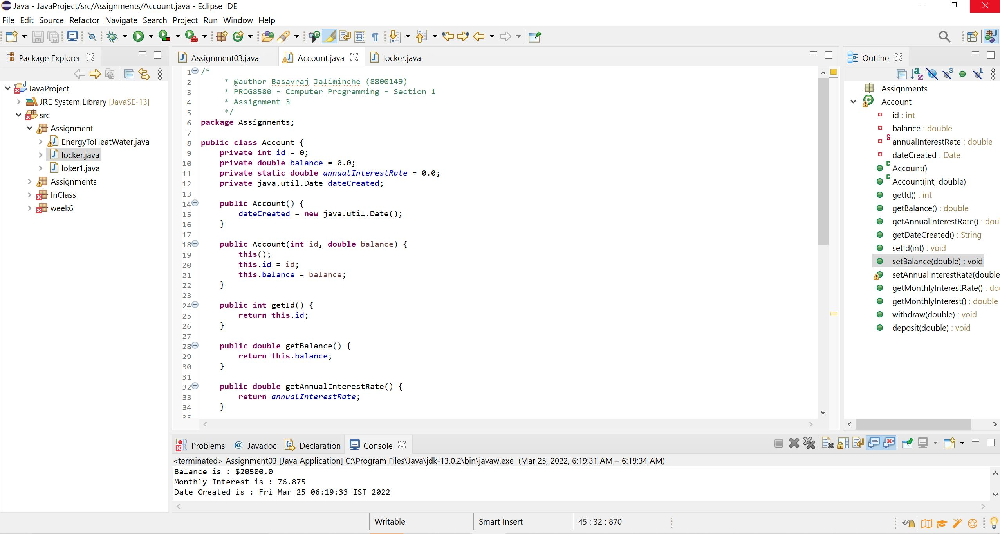 Java - JavaProject/src/Assignments/Account.java - Eclipse IDE
File Edit Source Refactor Navigate Search Project Run Window Help
Package Explorer
JavaProject
JRE System Library [JavaSE-13]
src
Assignment
EnergyToHeatWater.java
locker.java
loker1.java
Assignments
InClass
week6
Assignment03.java Account.java locker.java
1 /*
2 * @author Basavraj Jaliminche (8800149)
3 * PROG8580 - Computer Programming - Section 1
4 * Assignment 3
5 */
6 package Assignments;
7
8 public class Account {
9 private int id = 0;
10 private double balance = 0.0;
11 private static double annualInterestRate = 0.0;
12 private java.util.Date dateCreated;
13
14 public Account() {
15 dateCreated = new java.util.Date();
16 }
17
18 public Account(int id, double balance) {
19 this();
20 this.id = id;
21 this.balance = balance;
22 }
23
24 public int getId() {
25 return this.id;
26 }
27
28 public double getBalance() {
29 return this.balance;
30 }
31
32 public double getAnnualInterestRate() {
33 return annualInterestRate;
34 }
35
Outline
Assignments
Account
id : int
balance : double
annualInterestRate : double
dateCreated : Date
Account()
Account(int, double)
getId() : int
getBalance() : double
getAnnualInterestRate() : dou
getDateCreated() : String
setId(int) : void
setBalance(double) : void
setAnnualInterestRate(double
getMonthlyInterestRate() : dou
getMonthlyInterest() : double
withdraw(double) : void
deposit(double) : void
Problems @ Javadoc Declaration Console
<terminated> Assignment03 [Java Application] C:\Program Files\Java\jdk-13.0.2\bin\javaw.exe (Mar 25, 2022, 6:19:31 AM – 6:19:34 AM)
Balance is : $20500.0
Monthly Interest is : 76.875
Date Created is : Fri Mar 25 06:19:33 IST 2022
Writable Smart Insert 45 : 32 : 870